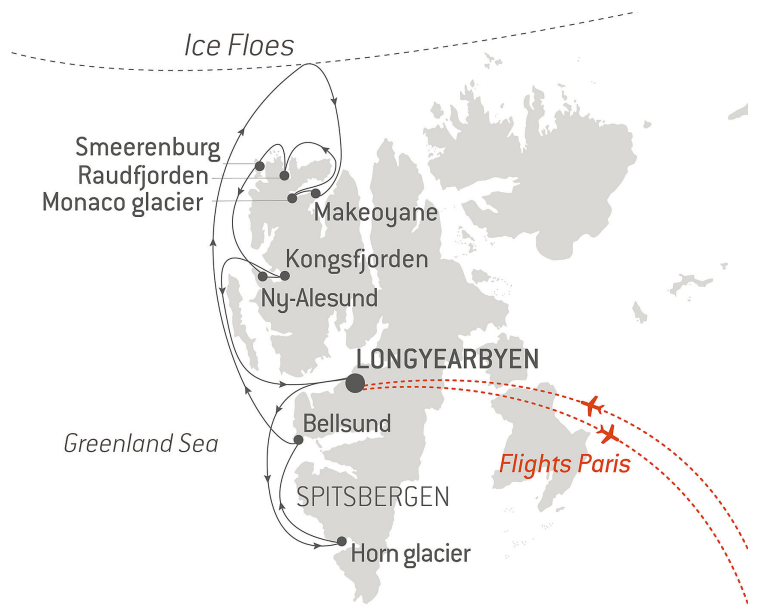 Ice Floes
Smeerenburg
Raudfjorden
Monaco glacier
Makeoyane
Kongsfjorden
Ny-Alesund
LONGYEARBYEN
Bellsund
Greenland Sea
Flights Paris
SPITSBERGEN
Horn glacier